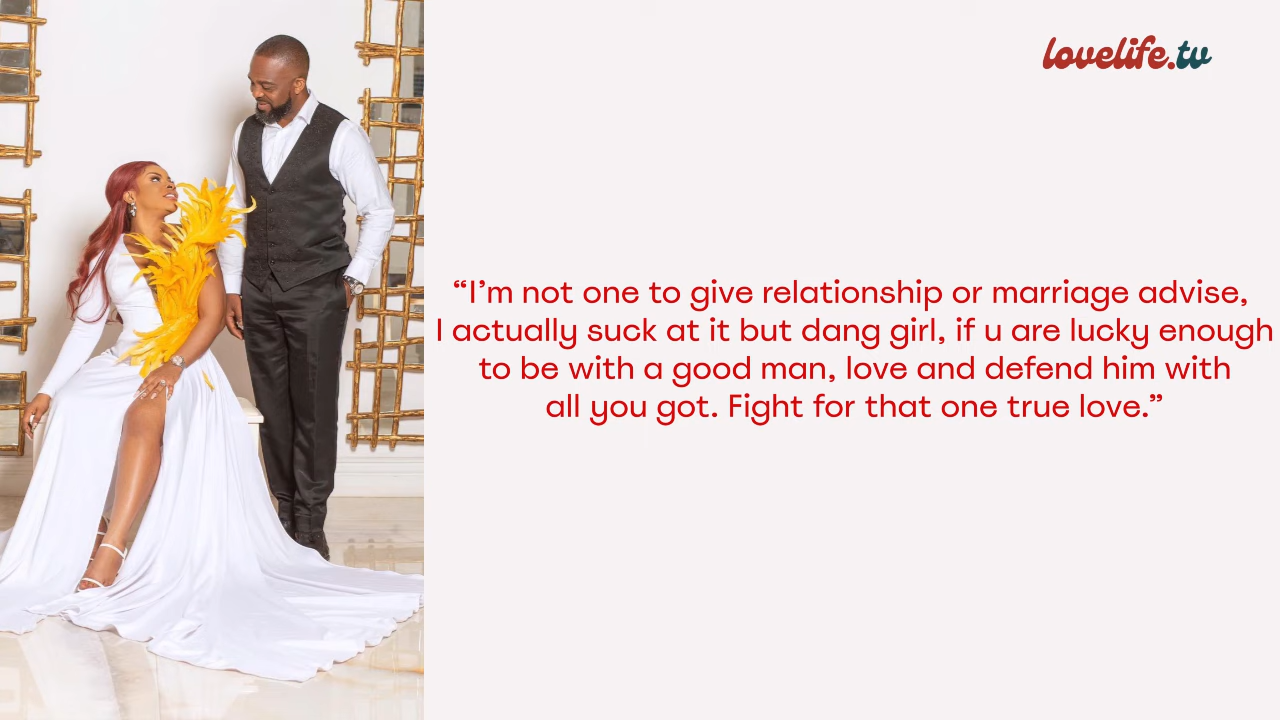 lovelife.tv
“I’m not one to give relationship or marriage advise,
I actually suck at it but dang girl, if u are lucky enough
to be with a good man, love and defend him with
all you got. Fight for that one true love.”